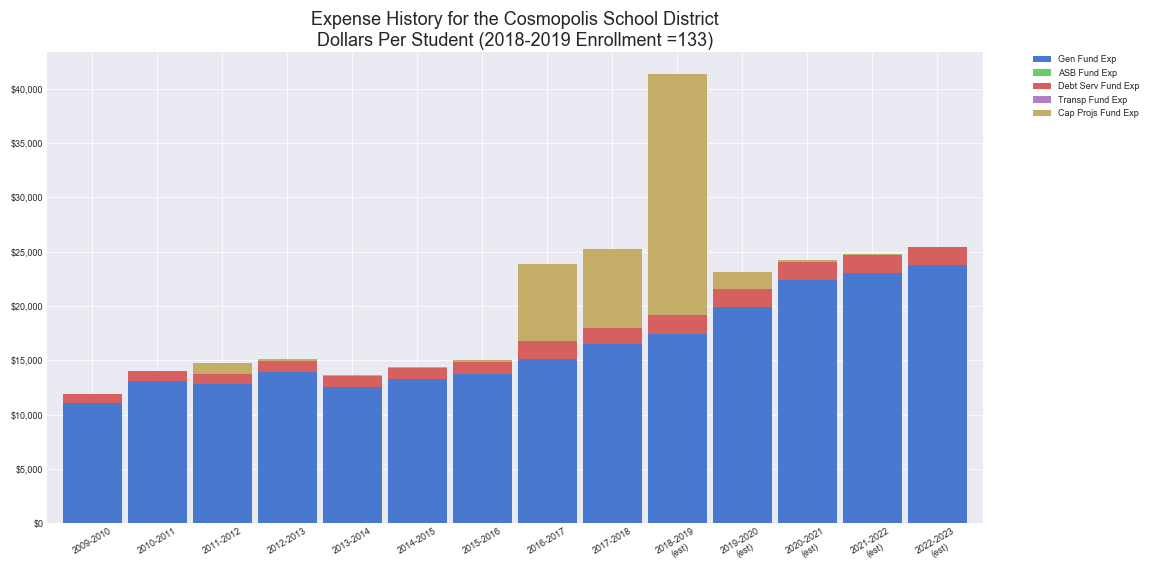 Expense History for the Cosmopolis School District
Dollars Per Student (2018-2019 Enrollment =133)
Gen Fund Exp
ASB Fund Exp
Debt Serv Fund Exp
Transp Fund Exp
Cap Projs Fund Exp
$40,000
$35,000
$30,000
$25,000
$20,000
$15,000
$10,000
$5,000
$0
2009-2010
2010-2011
2011-2012
2012-2013
2013-2014
2014-2015
2015-2016
2016-2017
2017-2018
2018-2019
(est)
2019-2020
(est)
2020-2021
(est)
2021-2022
(est)
2022-2023
(est)